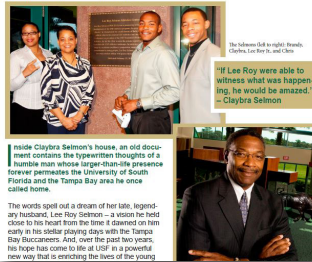 The Selmons (left to right): Brandy,
Claybra, Lee Roy Jr., and Chris
"If Lee Roy were able to
witness what was happen-
ing, he would be amazed."
– Claybra Selmon
Inside Claybra Selmon's house, an old docu-
ment contains the typewritten thoughts of a
humble man whose larger-than-life presence
forever permeates the University of South
Florida and the Tampa Bay area he once
called home.
The words spell out a dream of her late, legend-
ary husband, Lee Roy Selmon – a vision he held
close to his heart from the time it dawned on him
early in his stellar playing days with the Tampa
Bay Buccaneers. And, over the past two years,
his hope has come to life at USF in a powerful
new way that is enriching the lives of the young